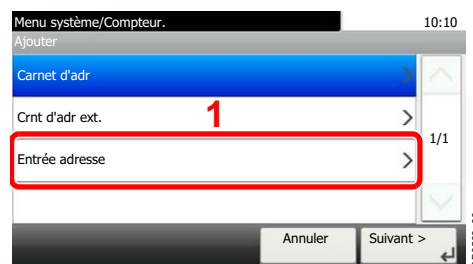 Menu système/Compteur. 10:10
Ajouter
Carnet d'adr
Crnt d'adr ext. 1
1/1
Entrée adresse
Annuler Suivant >